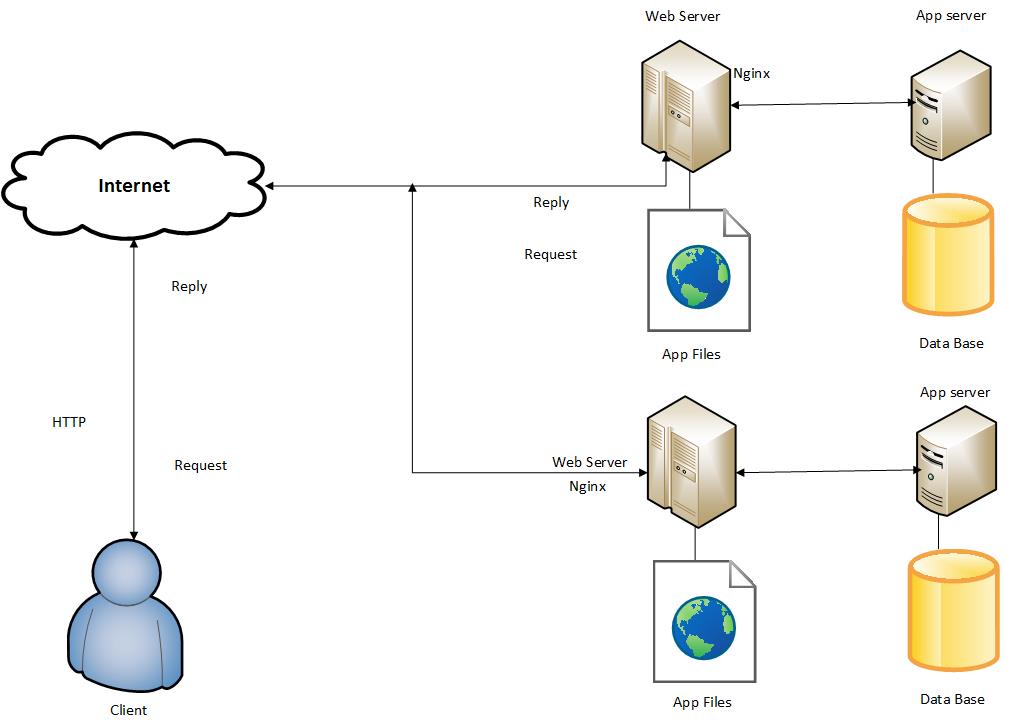 Web Server
App server
Nginx
Internet
Reply
Request
Reply
App Files
Data Base
App server
HTTP
Request
Web Server
Nginx
App Files
Data Base
Client